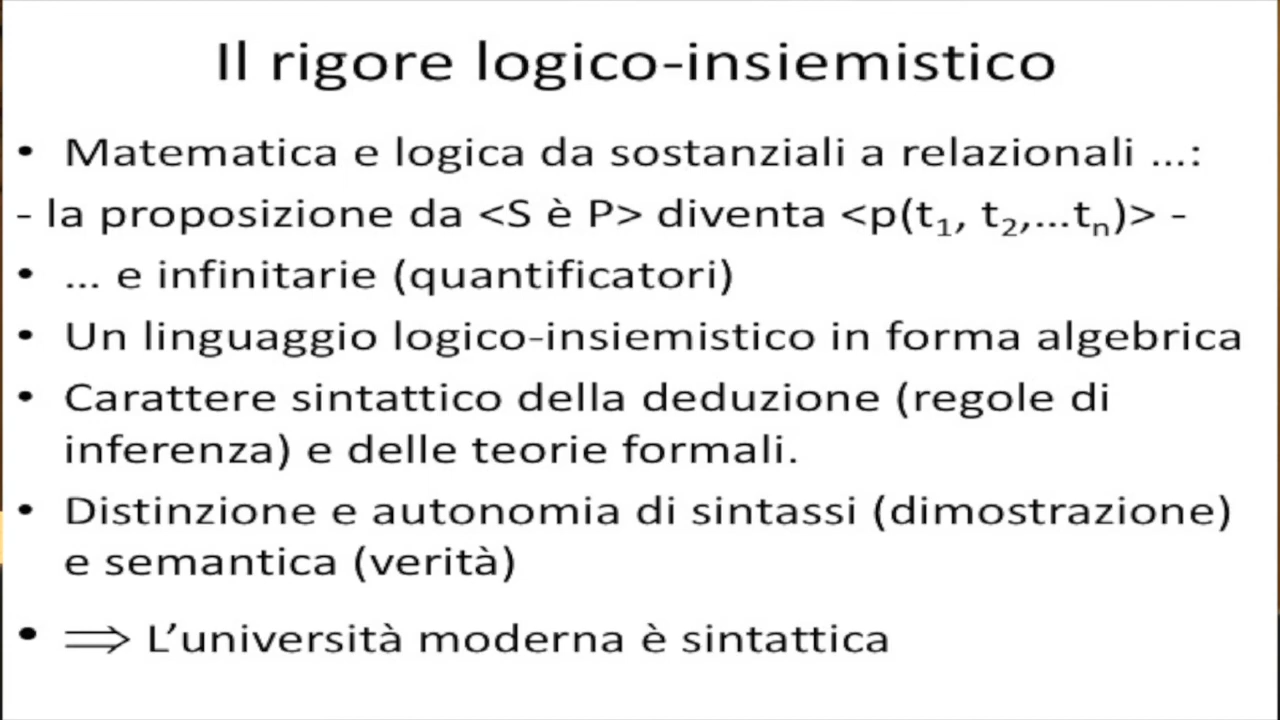 Il rigore logico-insiemistico
• Matematica e logica da sostanziali a relazionali ...:
- la proposizione da <S è P> diventa <p(t₁, t₂,...tₙ)> -
• ... e infinitarie (quantificatori)
• Un linguaggio logico-insiemistico in forma algebrica
• Carattere sintattico della deduzione (regole di
inferenza) e delle teorie formali.
• Distinzione e autonomia di sintassi (dimostrazione)
e semantica (verità)
• ⟹ L’università moderna è sintattica